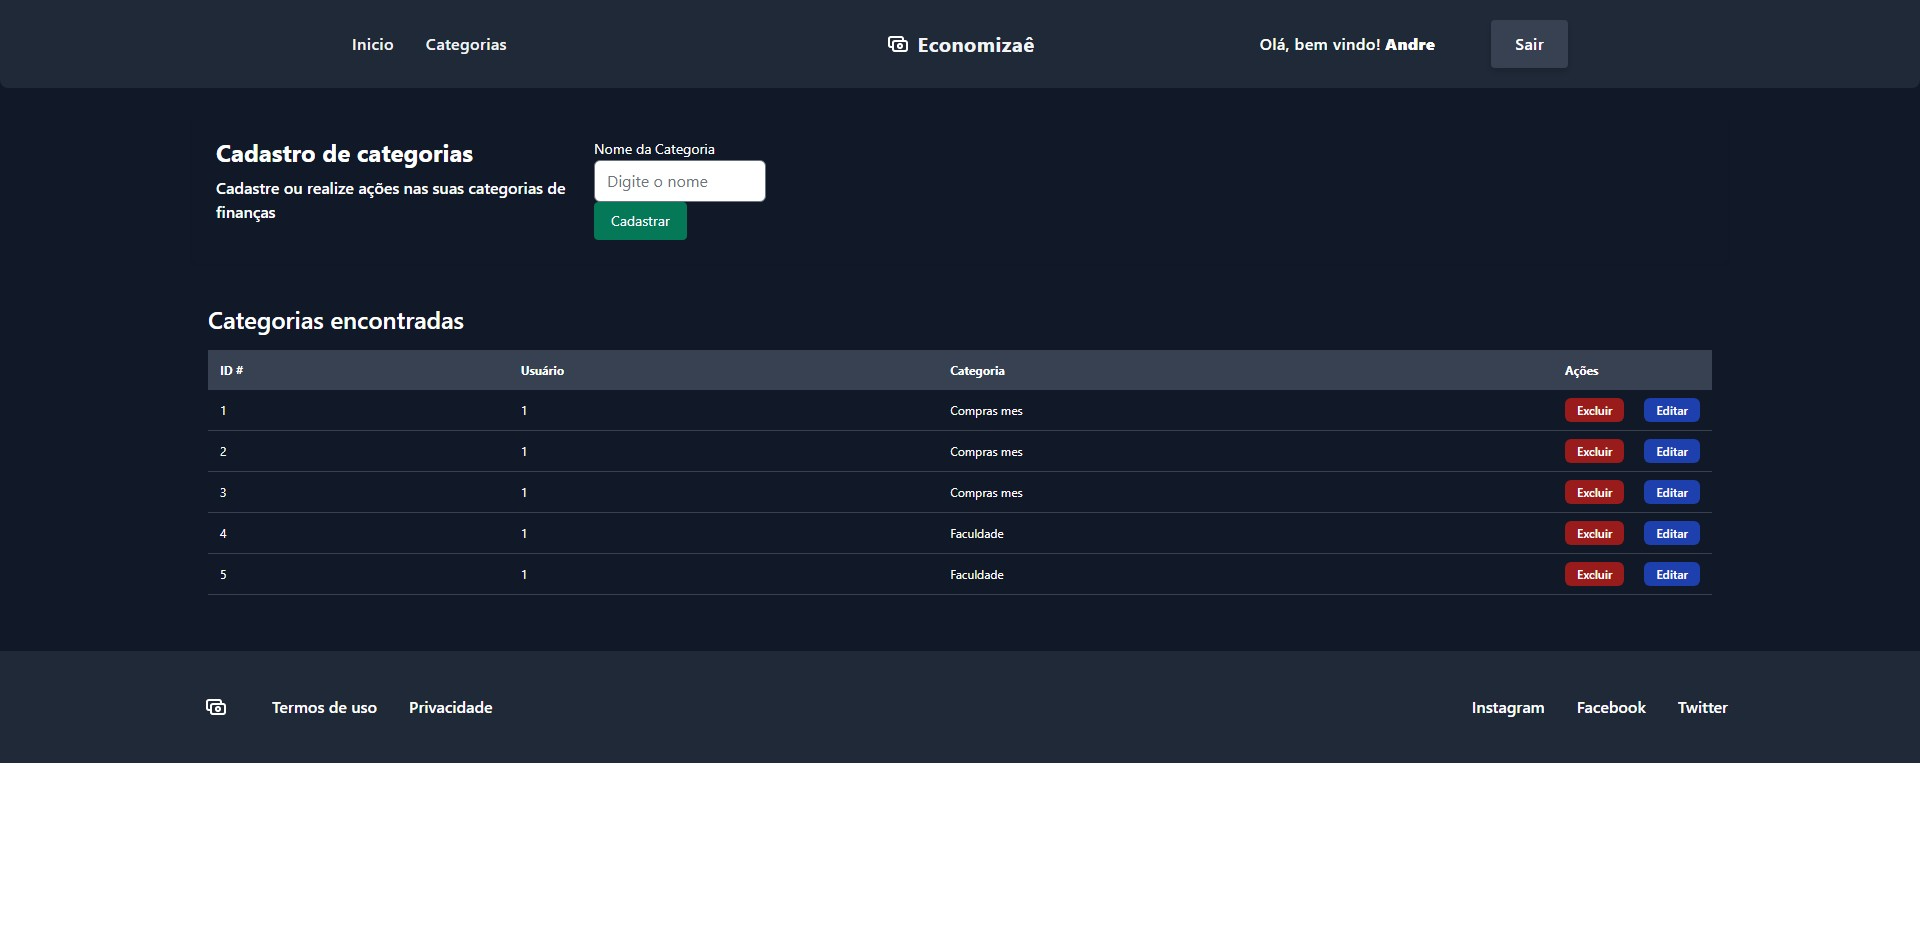 Inicio Categorias Economizaê Olá, bem vindo! Andre Sair
Cadastro de categorias
Cadastre ou realize ações nas suas categorias de
finanças
Nome da Categoria
Digite o nome
Cadastrar
Categorias encontradas
ID # Usuário Categoria Ações
1 1 Compras mes Excluir Editar
2 1 Compras mes Excluir Editar
3 1 Compras mes Excluir Editar
4 1 Faculdade Excluir Editar
5 1 Faculdade Excluir Editar
Termos de uso Privacidade Instagram Facebook Twitter